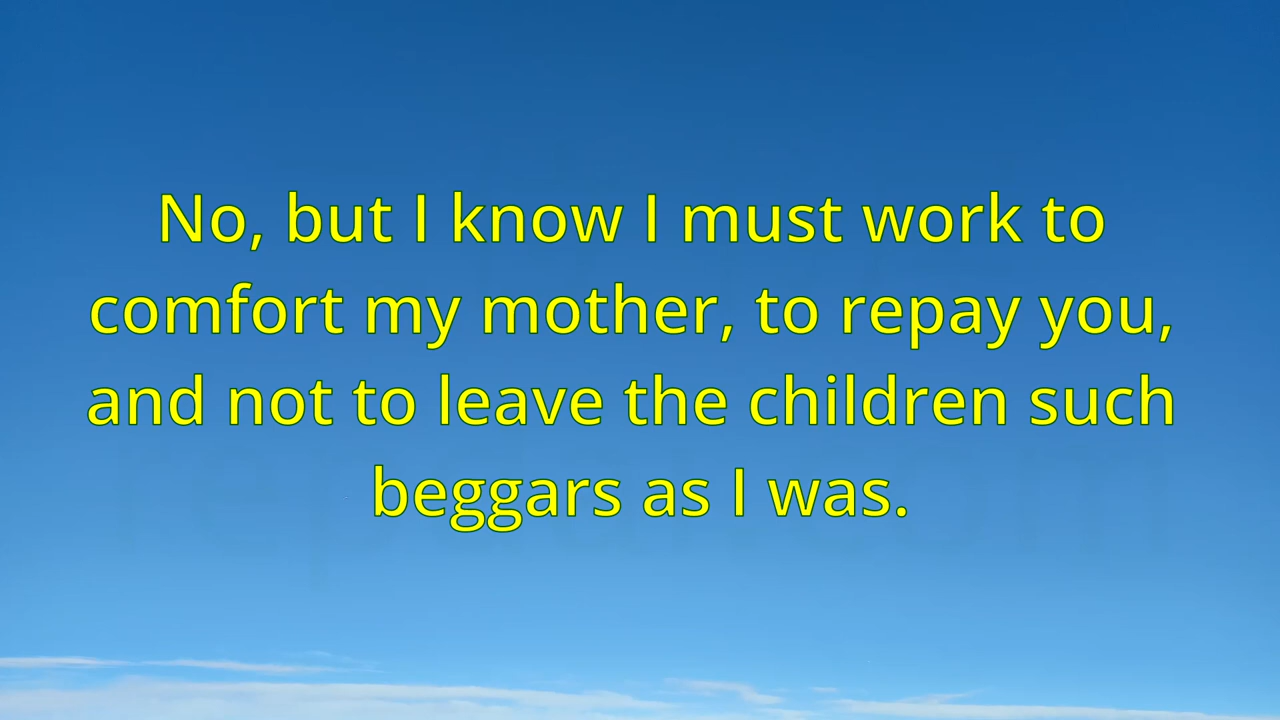 No, but I know I must work to
comfort my mother, to repay you,
and not to leave the children such
beggars as I was.